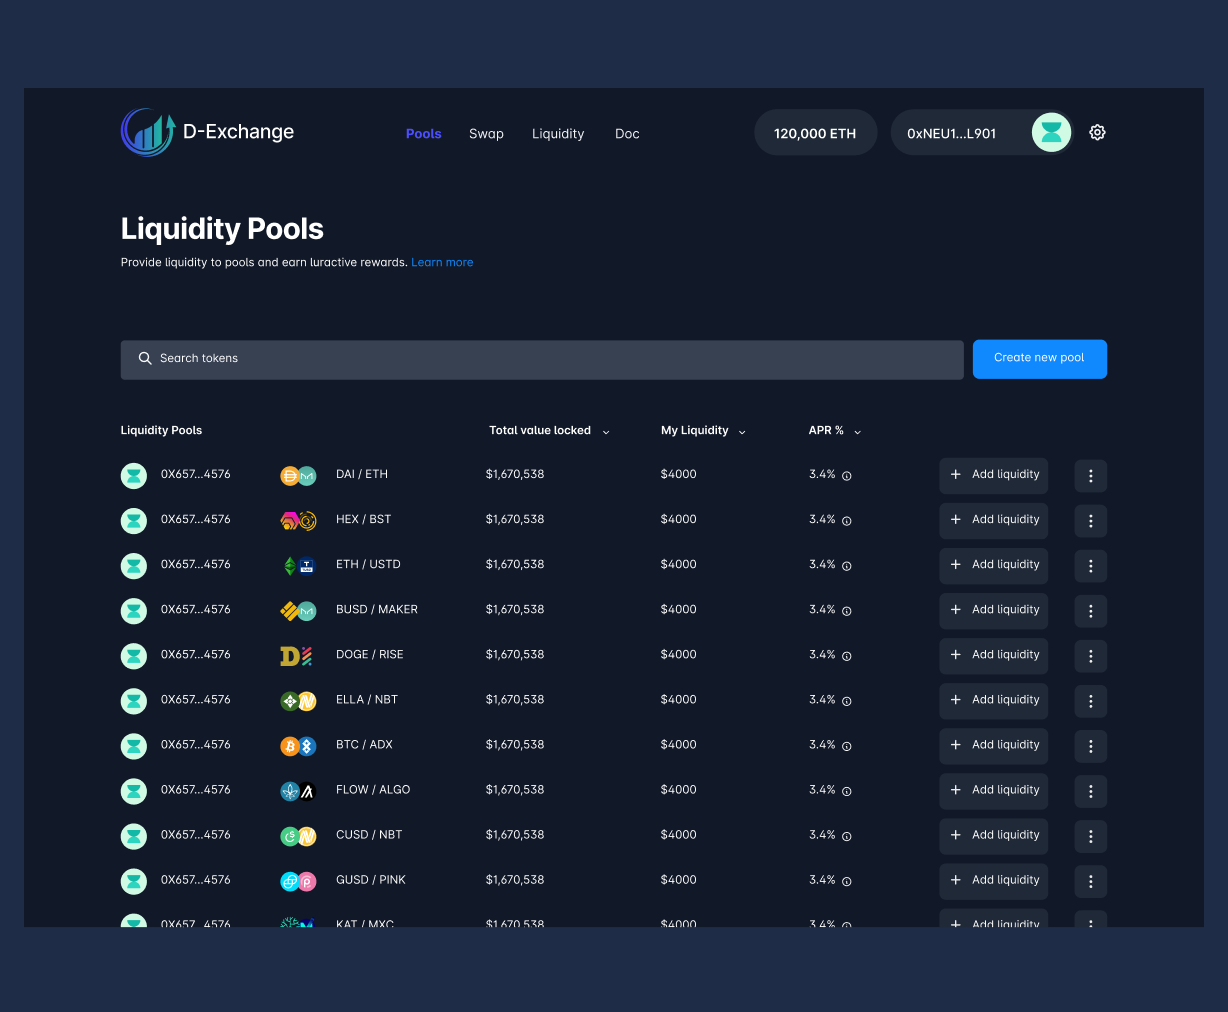 D-Exchange
Pools Swap Liquidity Doc
120,000 ETH
0xNEU1...L901
Liquidity Pools
Provide liquidity to pools and earn luractive rewards. Learn more
Search tokens
Create new pool
Liquidity Pools Total value locked My Liquidity APR %
0X657...4576 DAI / ETH $1,670,538 $4000 3.4% + Add liquidity
0X657...4576 HEX / BST $1,670,538 $4000 3.4% + Add liquidity
0X657...4576 ETH / USTD $1,670,538 $4000 3.4% + Add liquidity
0X657...4576 BUSD / MAKER $1,670,538 $4000 3.4% + Add liquidity
0X657...4576 DOGE / RISE $1,670,538 $4000 3.4% + Add liquidity
0X657...4576 ELLA / NBT $1,670,538 $4000 3.4% + Add liquidity
0X657...4576 BTC / ADX $1,670,538 $4000 3.4% + Add liquidity
0X657...4576 FLOW / ALGO $1,670,538 $4000 3.4% + Add liquidity
0X657...4576 CUSD / NBT $1,670,538 $4000 3.4% + Add liquidity
0X657...4576 GUSD / PINK $1,670,538 $4000 3.4% + Add liquidity
0X657...4576 KAT / MXC $1,670,538 $4000 3.4% + Add liquidity